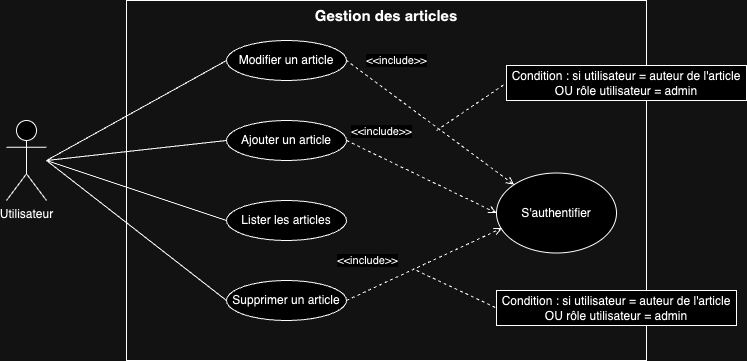 Gestion des articles
Modifier un article
<<include>>
Condition : si utilisateur = auteur de l'article
OU rôle utilisateur = admin
Ajouter un article
<<include>>
Utilisateur
Lister les articles
S'authentifier
<<include>>
Supprimer un article
Condition : si utilisateur = auteur de l'article
OU rôle utilisateur = admin